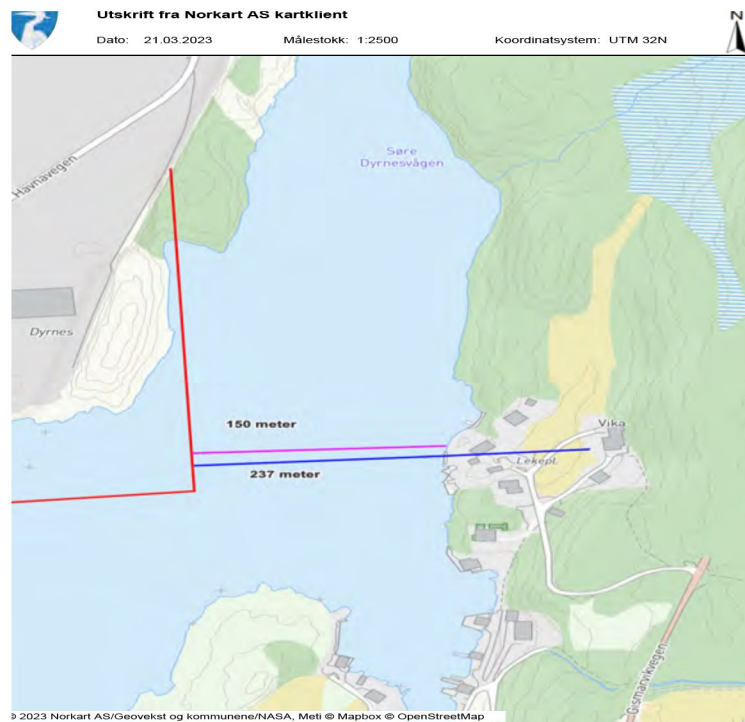 Utskrift fra Norkart AS kartklient
Dato: 21.03.2023 Målestokk: 1:2500 Koordinatsystem: UTM 32N
N
Søre
Dyrnesvågen
Havnavegen
Dyrnes
150 meter
Vika
Lekepl.
237 meter
Gismarvikvegen
© 2023 Norkart AS/Geovekst og kommunene/NASA, Meti © Mapbox © OpenStreetMap